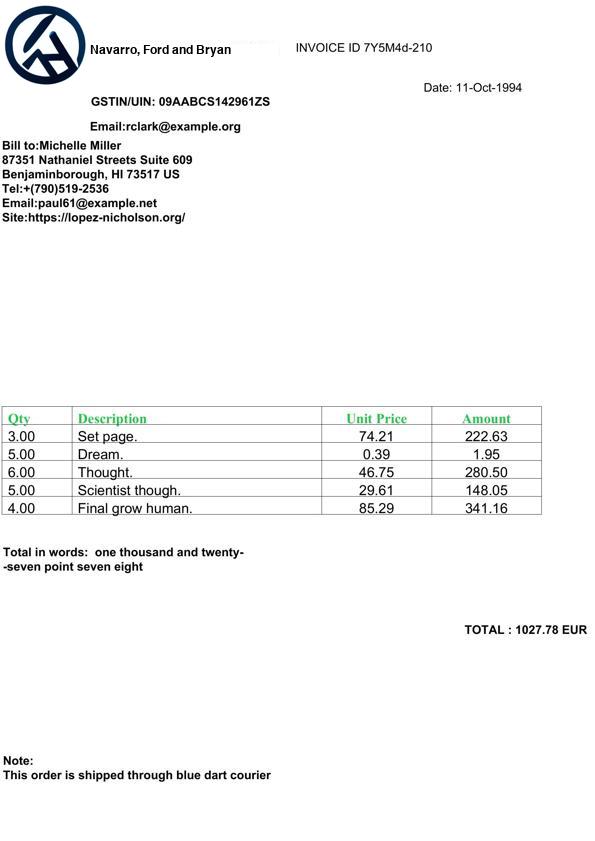 Navarro, Ford and Bryan
INVOICE ID 7Y5M4d-210
Date: 11-Oct-1994
GSTIN/UIN: 09AABCS142961ZS
Email:rclark@example.org
Bill to:Michelle Miller
87351 Nathaniel Streets Suite 609
Benjaminborough, HI 73517 US
Tel:+(790)519-2536
Email:paul61@example.net
Site:https://lopez-nicholson.org/
Qty Description Unit Price Amount
3.00 Set page. 74.21 222.63
5.00 Dream. 0.39 1.95
6.00 Thought. 46.75 280.50
5.00 Scientist though. 29.61 148.05
4.00 Final grow human. 85.29 341.16
Total in words:  one thousand and twenty-
-seven point seven eight
TOTAL : 1027.78 EUR
Note:
This order is shipped through blue dart courier